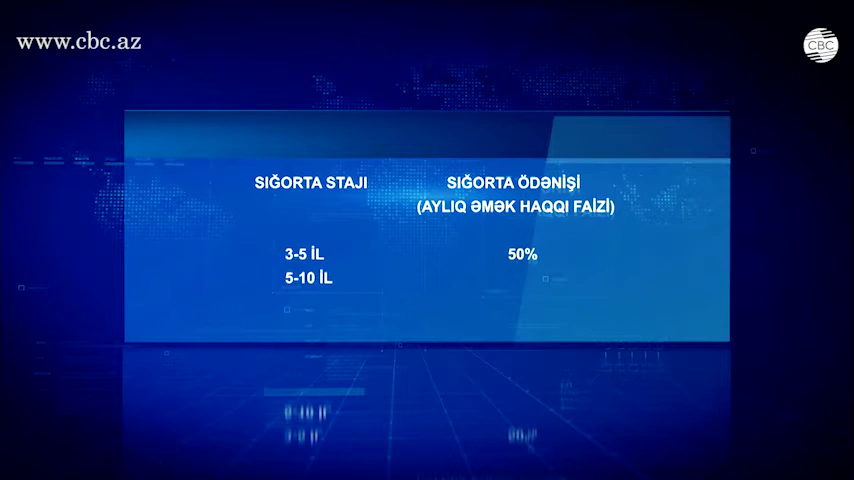 www.cbc.az
CBC
SIĞORTA STAJI
SIĞORTA ÖDƏNİŞİ
(AYLIQ ƏMƏK HAQQI FAİZİ)
3-5 İL
50%
5-10 İL